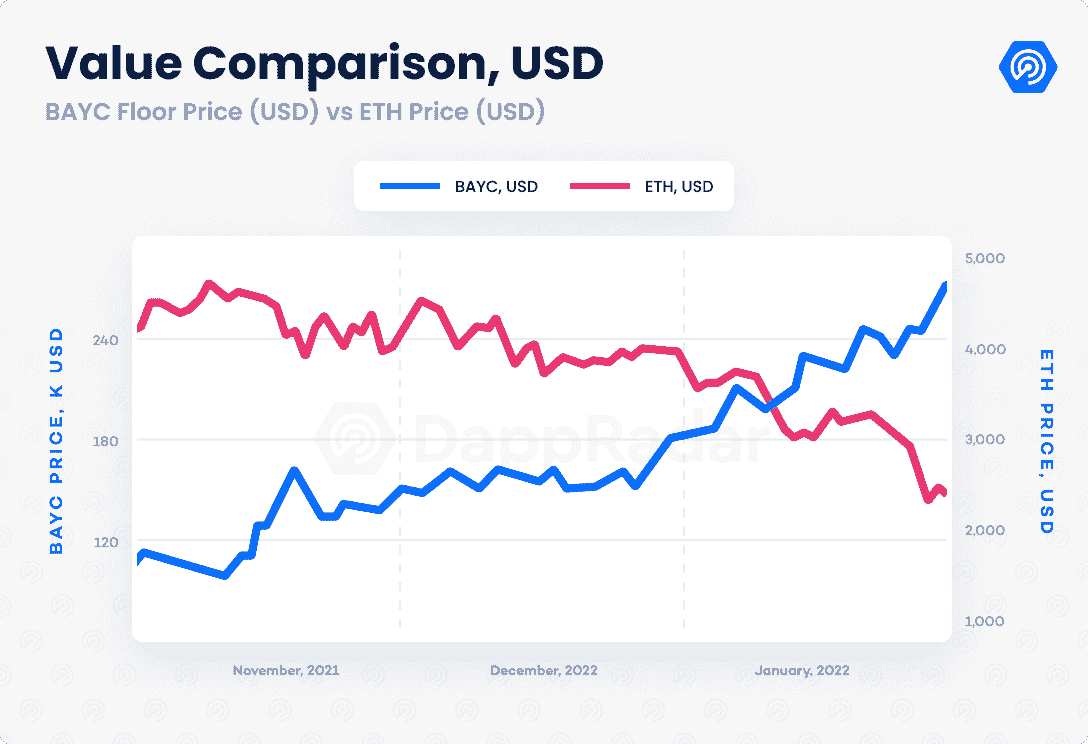 Value Comparison, USD
BAYC Floor Price (USD) vs ETH Price (USD)
BAYC, USD ETH, USD
BAYC PRICE, K USD
240
180
120
DappRadar
5,000
4,000
3,000
2,000
1,000
ETH PRICE, USD
November, 2021 December, 2022 January, 2022